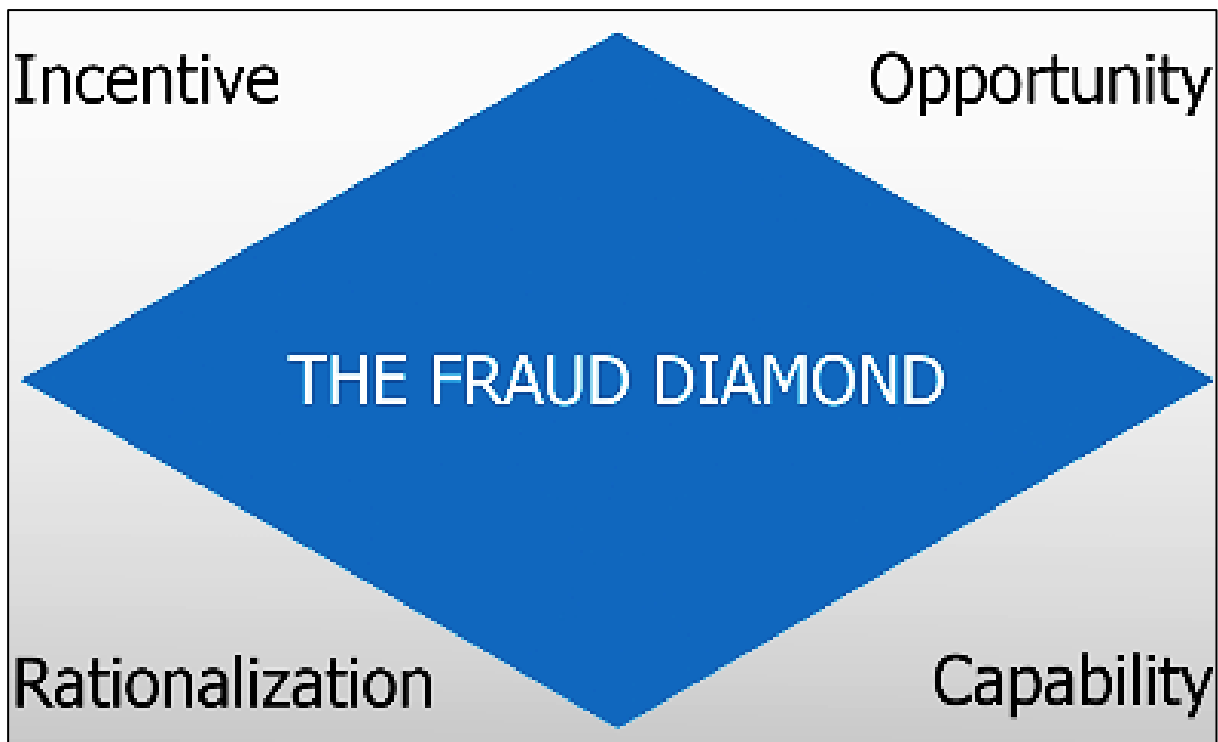 Incentive
Opportunity
THE FRAUD DIAMOND
Rationalization
Capability